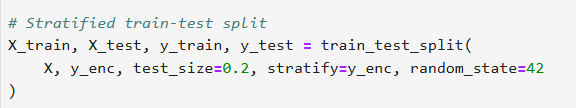 # Stratified train-test split
X_train, X_test, y_train, y_test = train_test_split(
    X, y_enc, test_size=0.2, stratify=y_enc, random_state=42
)